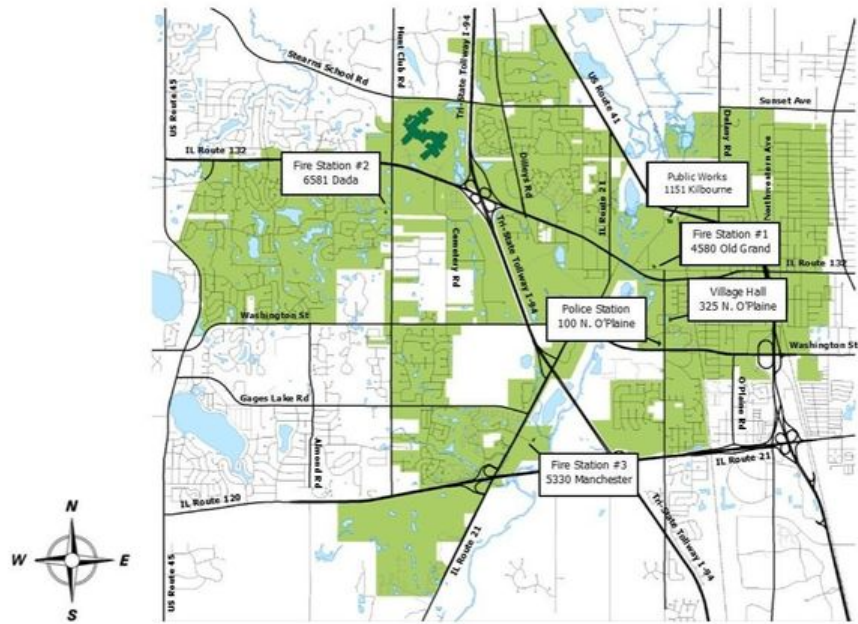 Stearns School Rd
Hunt Club Rd
Tri-State Tollway I-94
US Route 45
US Route 41
Sunset Ave
Delany Rd
Northwestern Ave
IL Route 132
Fire Station #2
6581 Dada
Dilleys Rd
IL Route 21
Public Works
1151 Kilbourne
Fire Station #1
4580 Old Grand
IL Route 132
Cemetery Rd
Tri-State Tollway I-94
Village Hall
325 N. O'Plaine
Police Station
100 N. O'Plaine
Washington St
Washington St
Gages Lake Rd
Almond Rd
O'Plaine Rd
Fire Station #3
5330 Manchester
IL Route 21
IL Route 120
IL Route 21
Tri-State Tollway I-94
US Route 45
N
W
E
S